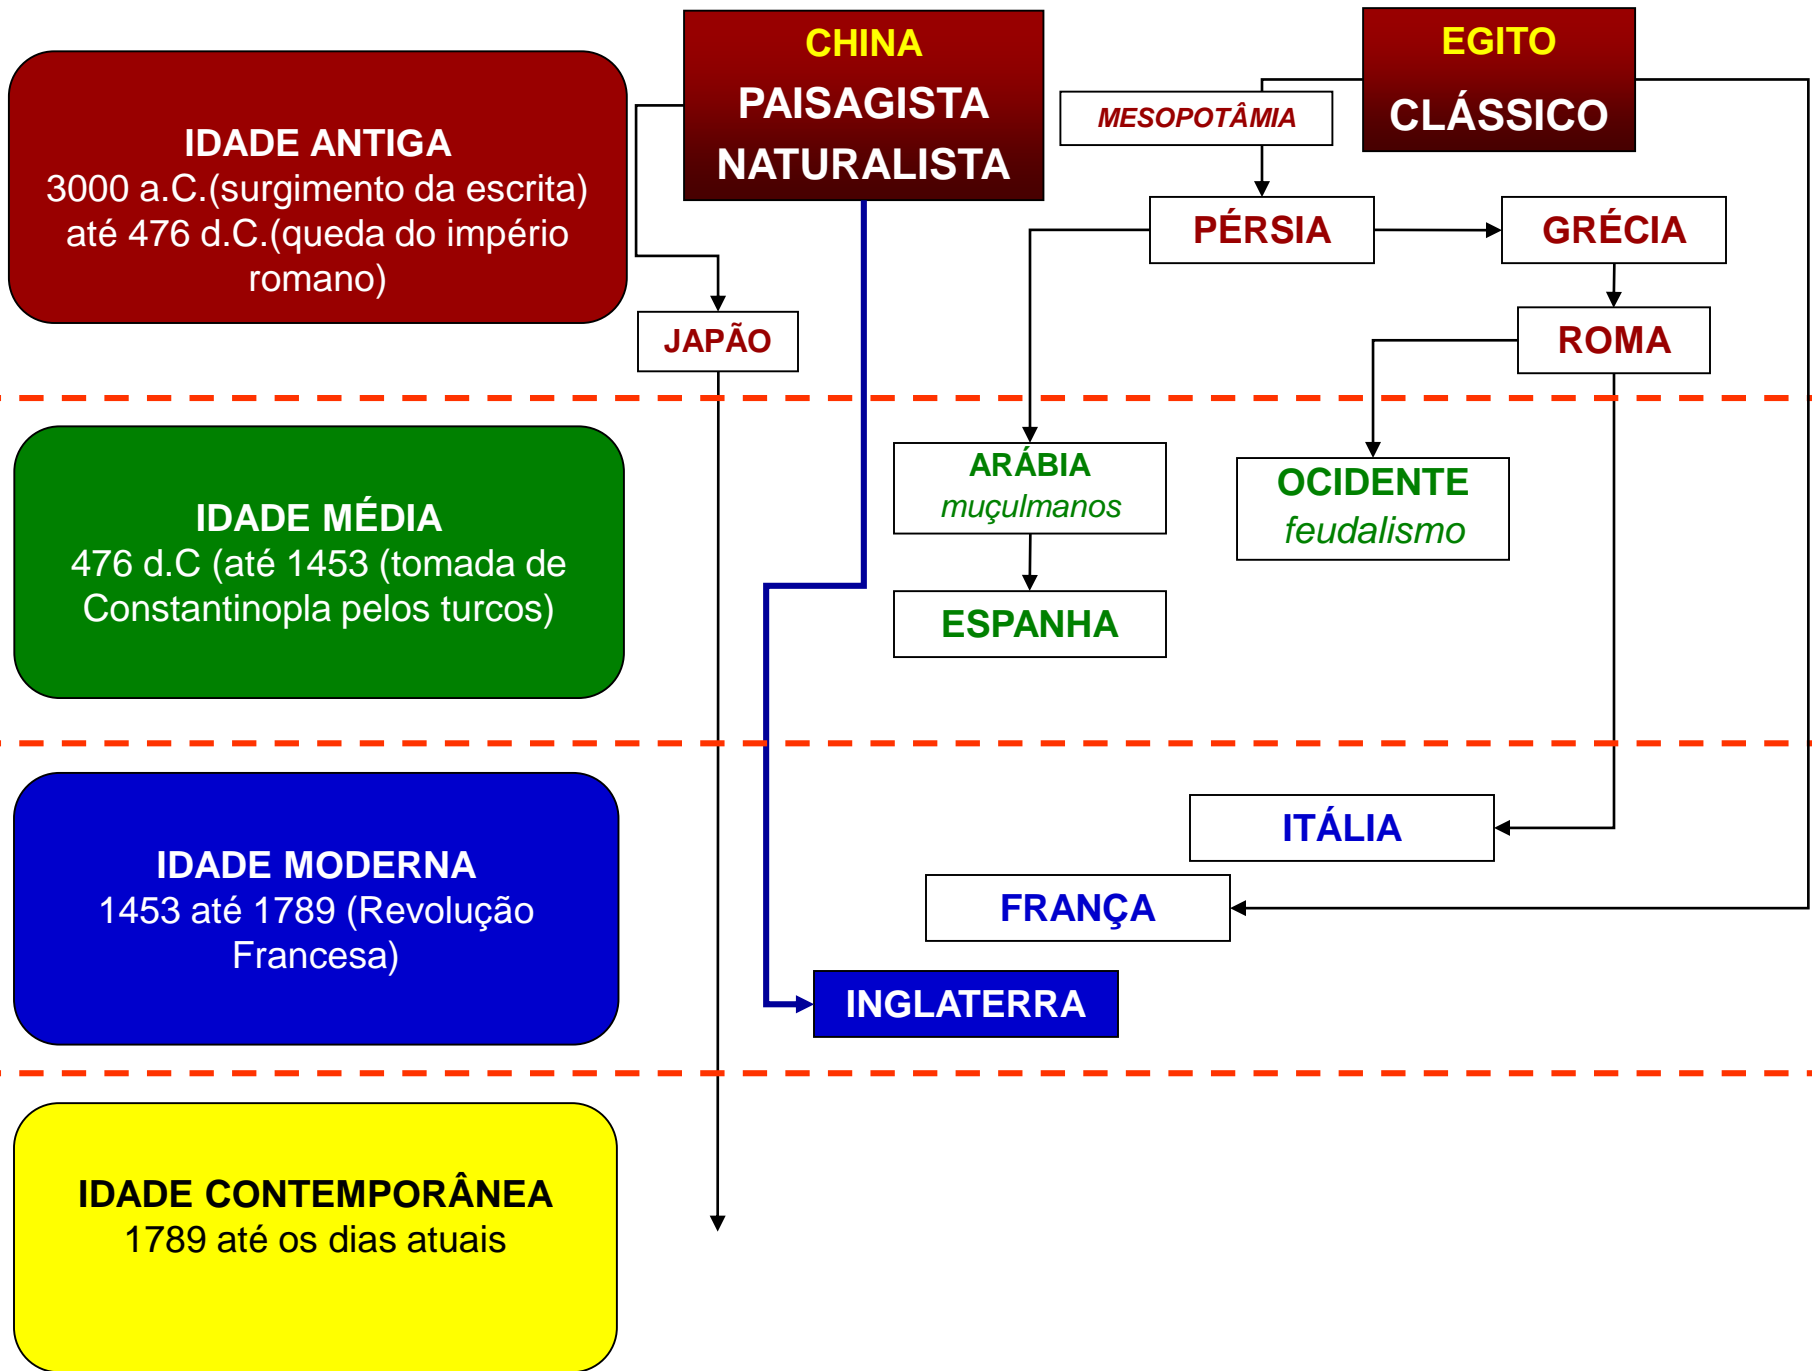 CHINA
PAISAGISTA
NATURALISTA
EGITO
CLÁSSICO
IDADE ANTIGA
3000 a.C.(surgimento da escrita)
até 476 d.C.(queda do império
romano)
MESOPOTÂMIA
PÉRSIA
GRÉCIA
JAPÃO
ROMA
IDADE MÉDIA
476 d.C (até 1453 (tomada de
Constantinopla pelos turcos)
ARÁBIA
muçulmanos
OCIDENTE
feudalismo
ESPANHA
IDADE MODERNA
1453 até 1789 (Revolução
Francesa)
ITÁLIA
FRANÇA
INGLATERRA
IDADE CONTEMPORÂNEA
1789 até os dias atuais